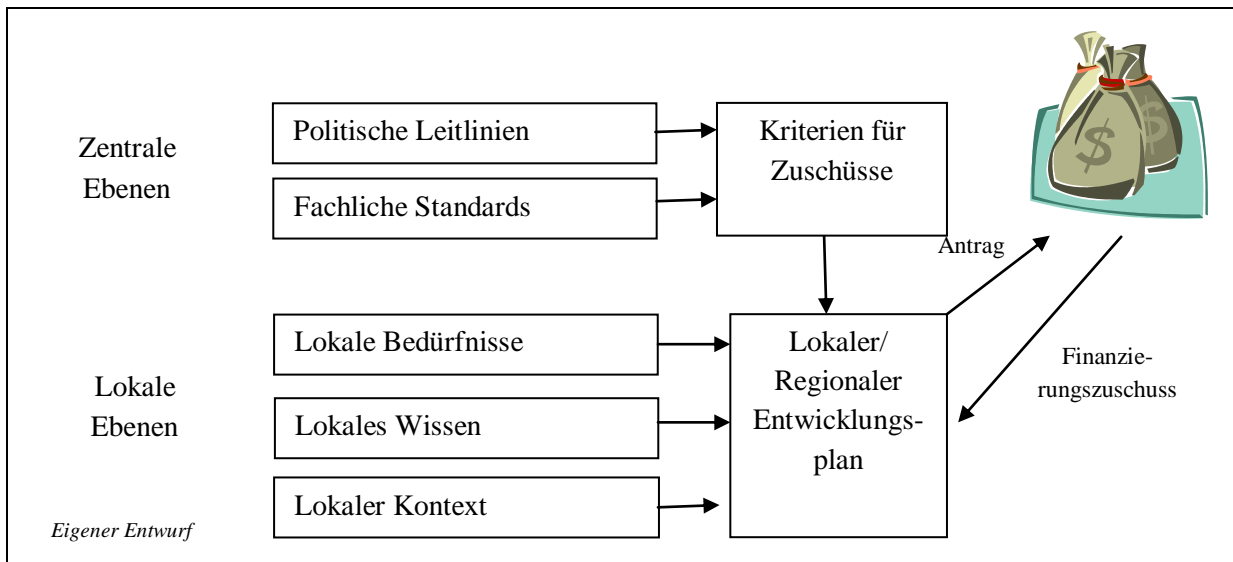 Zentrale
Ebenen
Politische Leitlinien
Fachliche Standards
Kriterien für
Zuschüsse
$
$
Antrag
Lokale
Ebenen
Lokale Bedürfnisse
Lokales Wissen
Lokaler Kontext
Lokaler/
Regionaler
Entwicklungs-
plan
Finanzie-
rungszuschuss
Eigener Entwurf